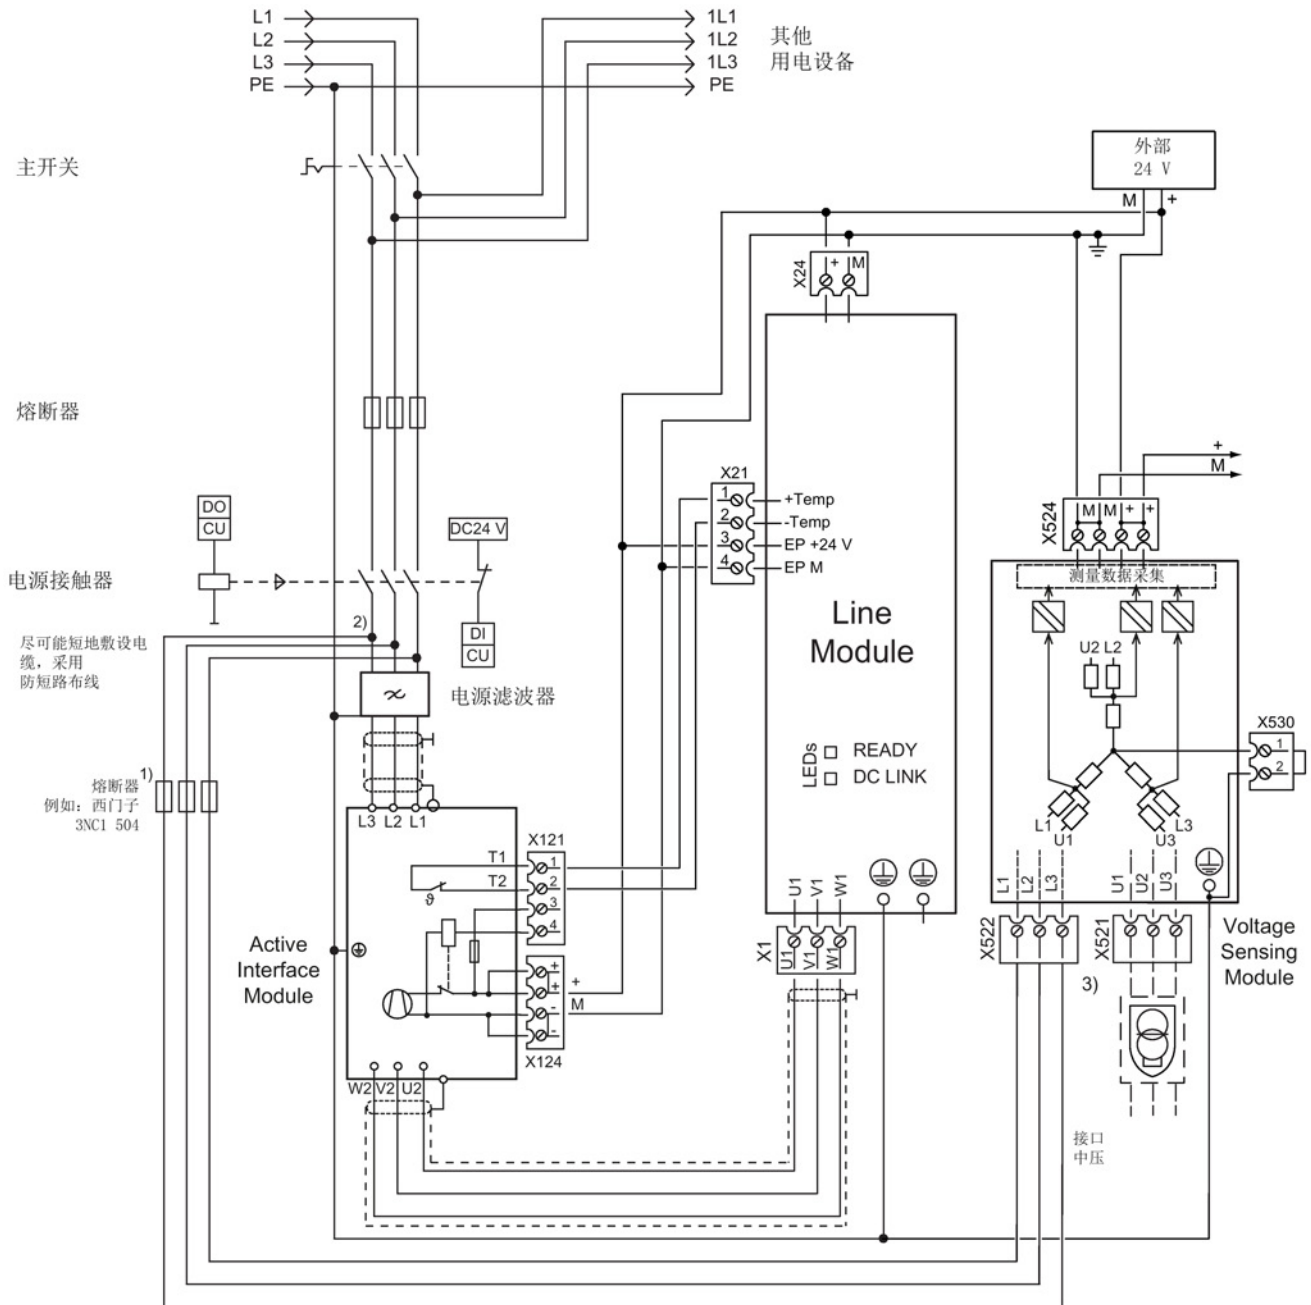 L1
1L1
L2
1L2
其他
L3
1L3
用电设备
PE
PE
主开关
外部
24 V
M
+
X24
+
M
熔断器
+
M
X21
1
+Temp
2
-Temp
3
EP +24 V
4
EP M
DO
CU
DC24 V
X524
M
M
+
+
电源接触器
测量数据采集
Line
Module
2)
DI
CU
尽可能短地敷设电
缆，采用
防短路布线
U2
L2
电源滤波器
X530
1
2
LEDs
READY
DC LINK
1)
熔断器
例如：西门子
3NC1 504
L3
L2
L1
L1
U1
L3
U3
X121
T1
1
T2
2
3
4
ϑ
U1
V1
W1
L1
L2
L3
U1
U2
U3
X1
U1
V1
W1
X522
X521
Voltage
Sensing
Module
Active
Interface
Module
+
+
-
-
+
M
X124
3)
W2
V2
U2
接口
中压